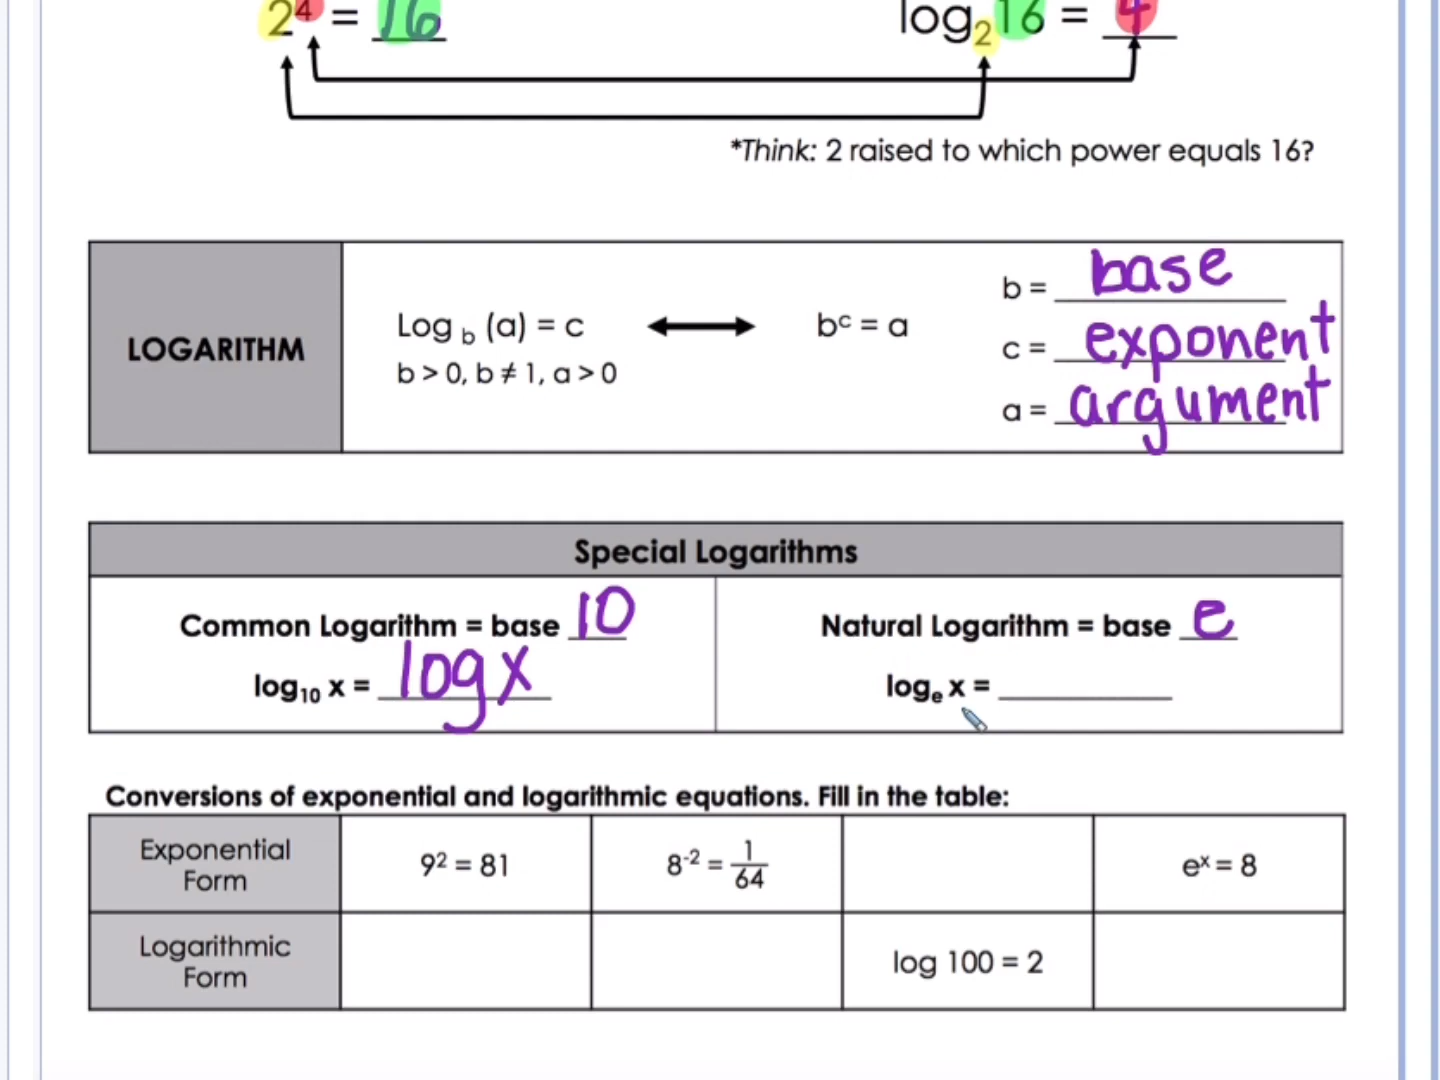 2⁴ = 16
log₂16 = 4
*Think: 2 raised to which power equals 16?
LOGARITHM
Log b (a) = c
b > 0, b ≠ 1, a > 0
bᶜ = a
b = base
c = exponent
a = argument
Special Logarithms
Common Logarithm = base 10
log₁₀ x = log x
Natural Logarithm = base e
logₑ x = ________
Conversions of exponential and logarithmic equations. Fill in the table:
Exponential
Form
9² = 81
8⁻² = 1/64
eˣ = 8
Logarithmic
Form
log 100 = 2